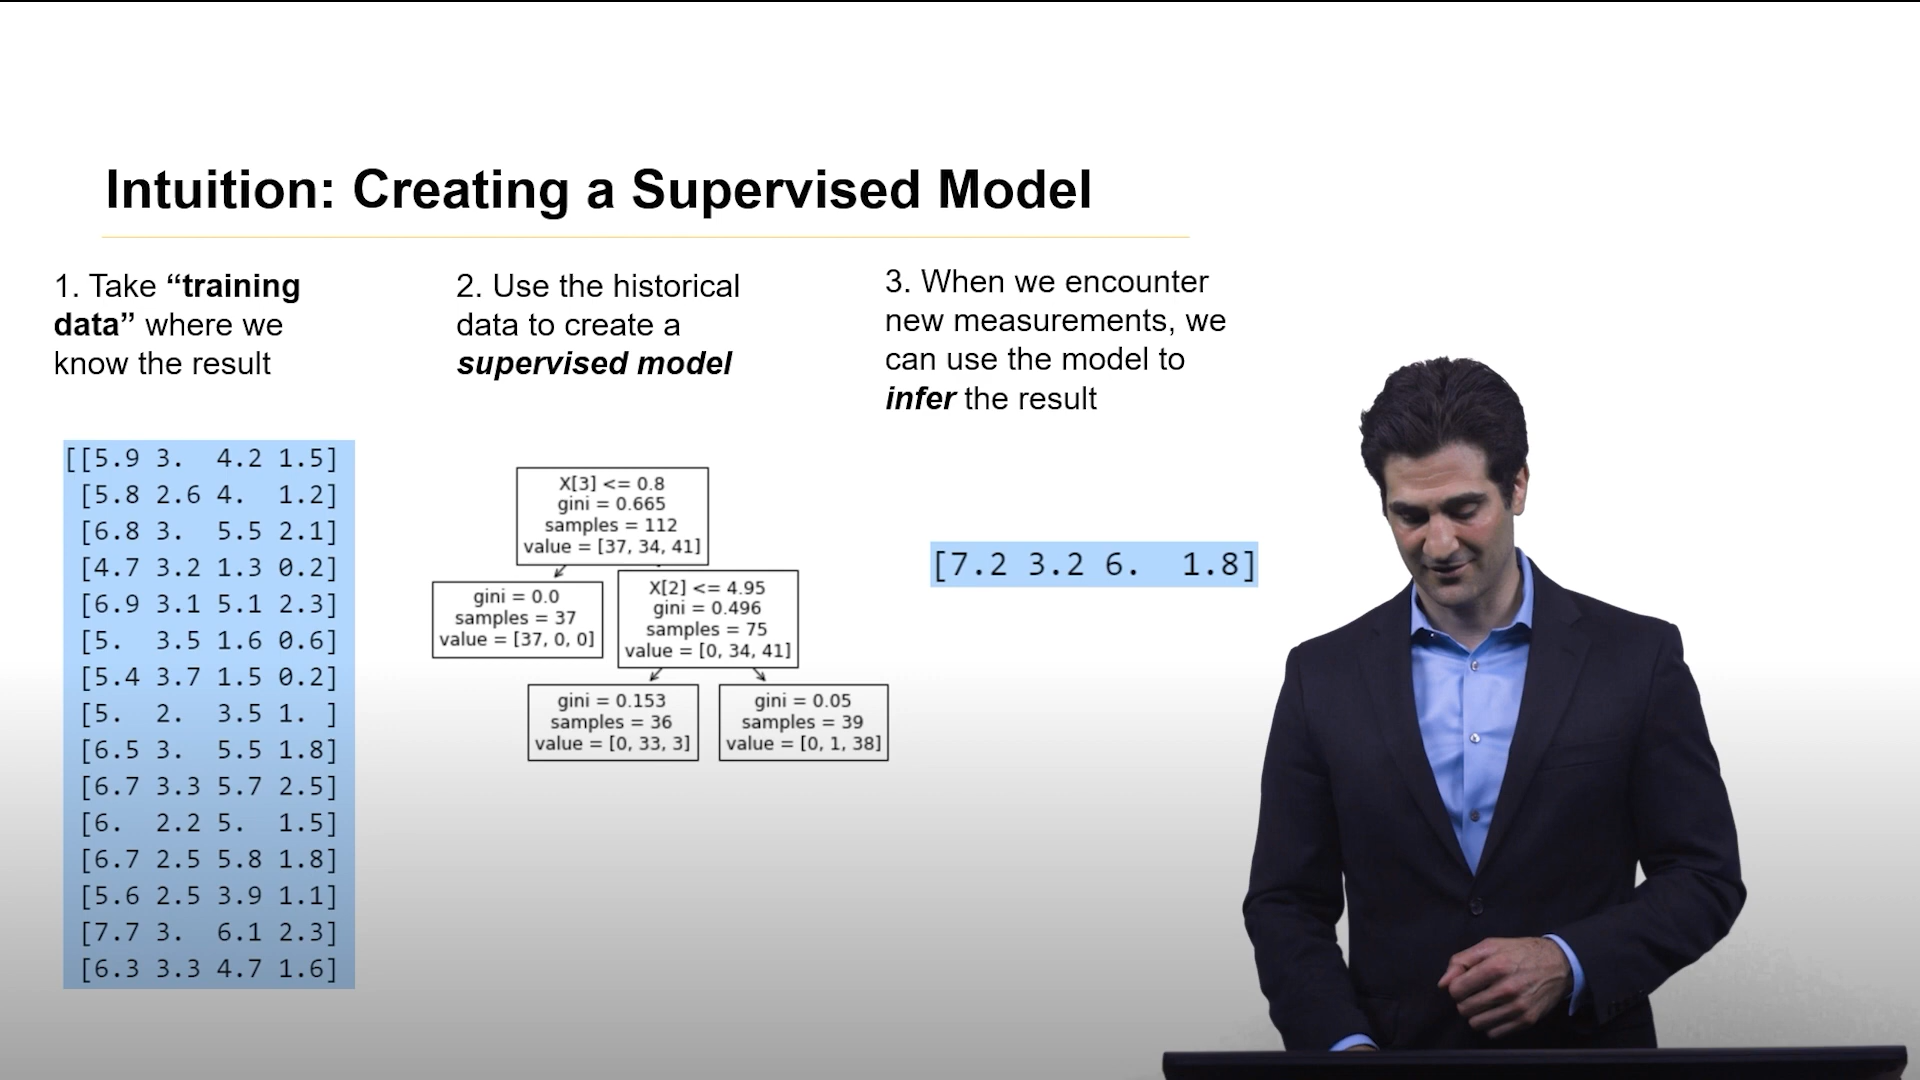 Intuition: Creating a Supervised Model
1. Take “training
data” where we
know the result
2. Use the historical
data to create a
supervised model
3. When we encounter
new measurements, we
can use the model to
infer the result
[[5.9 3.  4.2 1.5]
[5.8 2.6 4.  1.2]
[6.8 3.  5.5 2.1]
[4.7 3.2 1.3 0.2]
[6.9 3.1 5.1 2.3]
[5.  3.5 1.6 0.6]
[5.4 3.7 1.5 0.2]
[5.  2.  3.5 1. ]
[6.5 3.  5.5 1.8]
[6.7 3.3 5.7 2.5]
[6.  2.2 5.  1.5]
[6.7 2.5 5.8 1.8]
[5.6 2.5 3.9 1.1]
[7.7 3.  6.1 2.3]
[6.3 3.3 4.7 1.6]
X[3] <= 0.8
gini = 0.665
samples = 112
value = [37, 34, 41]
gini = 0.0
samples = 37
value = [37, 0, 0]
X[2] <= 4.95
gini = 0.496
samples = 75
value = [0, 34, 41]
gini = 0.153
samples = 36
value = [0, 33, 3]
gini = 0.05
samples = 39
value = [0, 1, 38]
[7.2 3.2 6.  1.8]